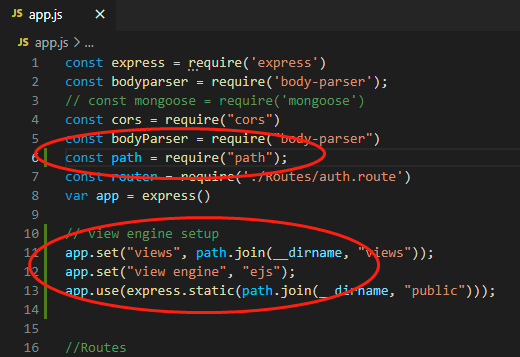 JS app.js ×
JS app.js > ...
1 const express = require('express')
2 const bodyparser = require('body-parser');
3 // const mongoose = require('mongoose')
4 const cors = require("cors")
5 const bodyParser = require("body-parser")
6 const path = require("path");
7 const router = require('./Routes/auth.route')
8 var app = express()
9
10 // view engine setup
11 app.set("views", path.join(__dirname, "views"));
12 app.set("view engine", "ejs");
13 app.use(express.static(path.join(__dirname, "public")));
14
15
16 //Routes